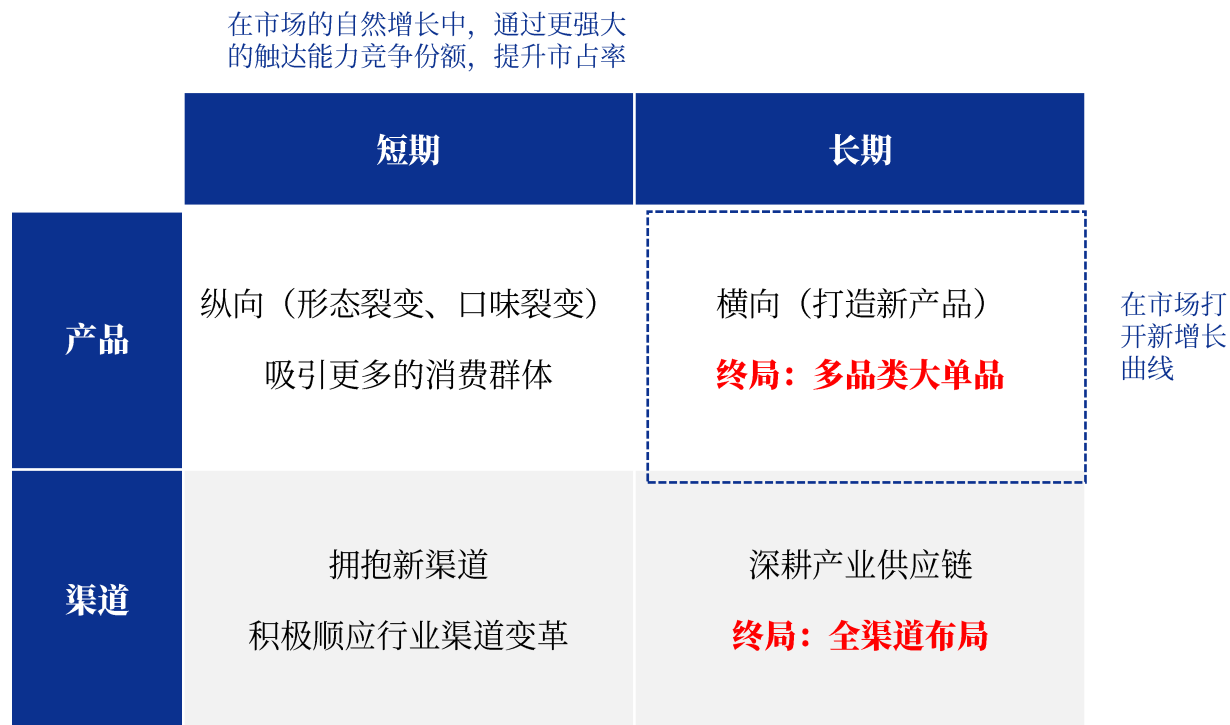 在市场的自然增长中，通过更强大
的触达能力竞争份额，提升市占率
短期
长期
产品
纵向（形态裂变、口味裂变）
吸引更多的消费群体
横向（打造新产品）
终局：多品类大单品
在市场打
开新增长
曲线
渠道
拥抱新渠道
积极顺应行业渠道变革
深耕产业供应链
终局：全渠道布局